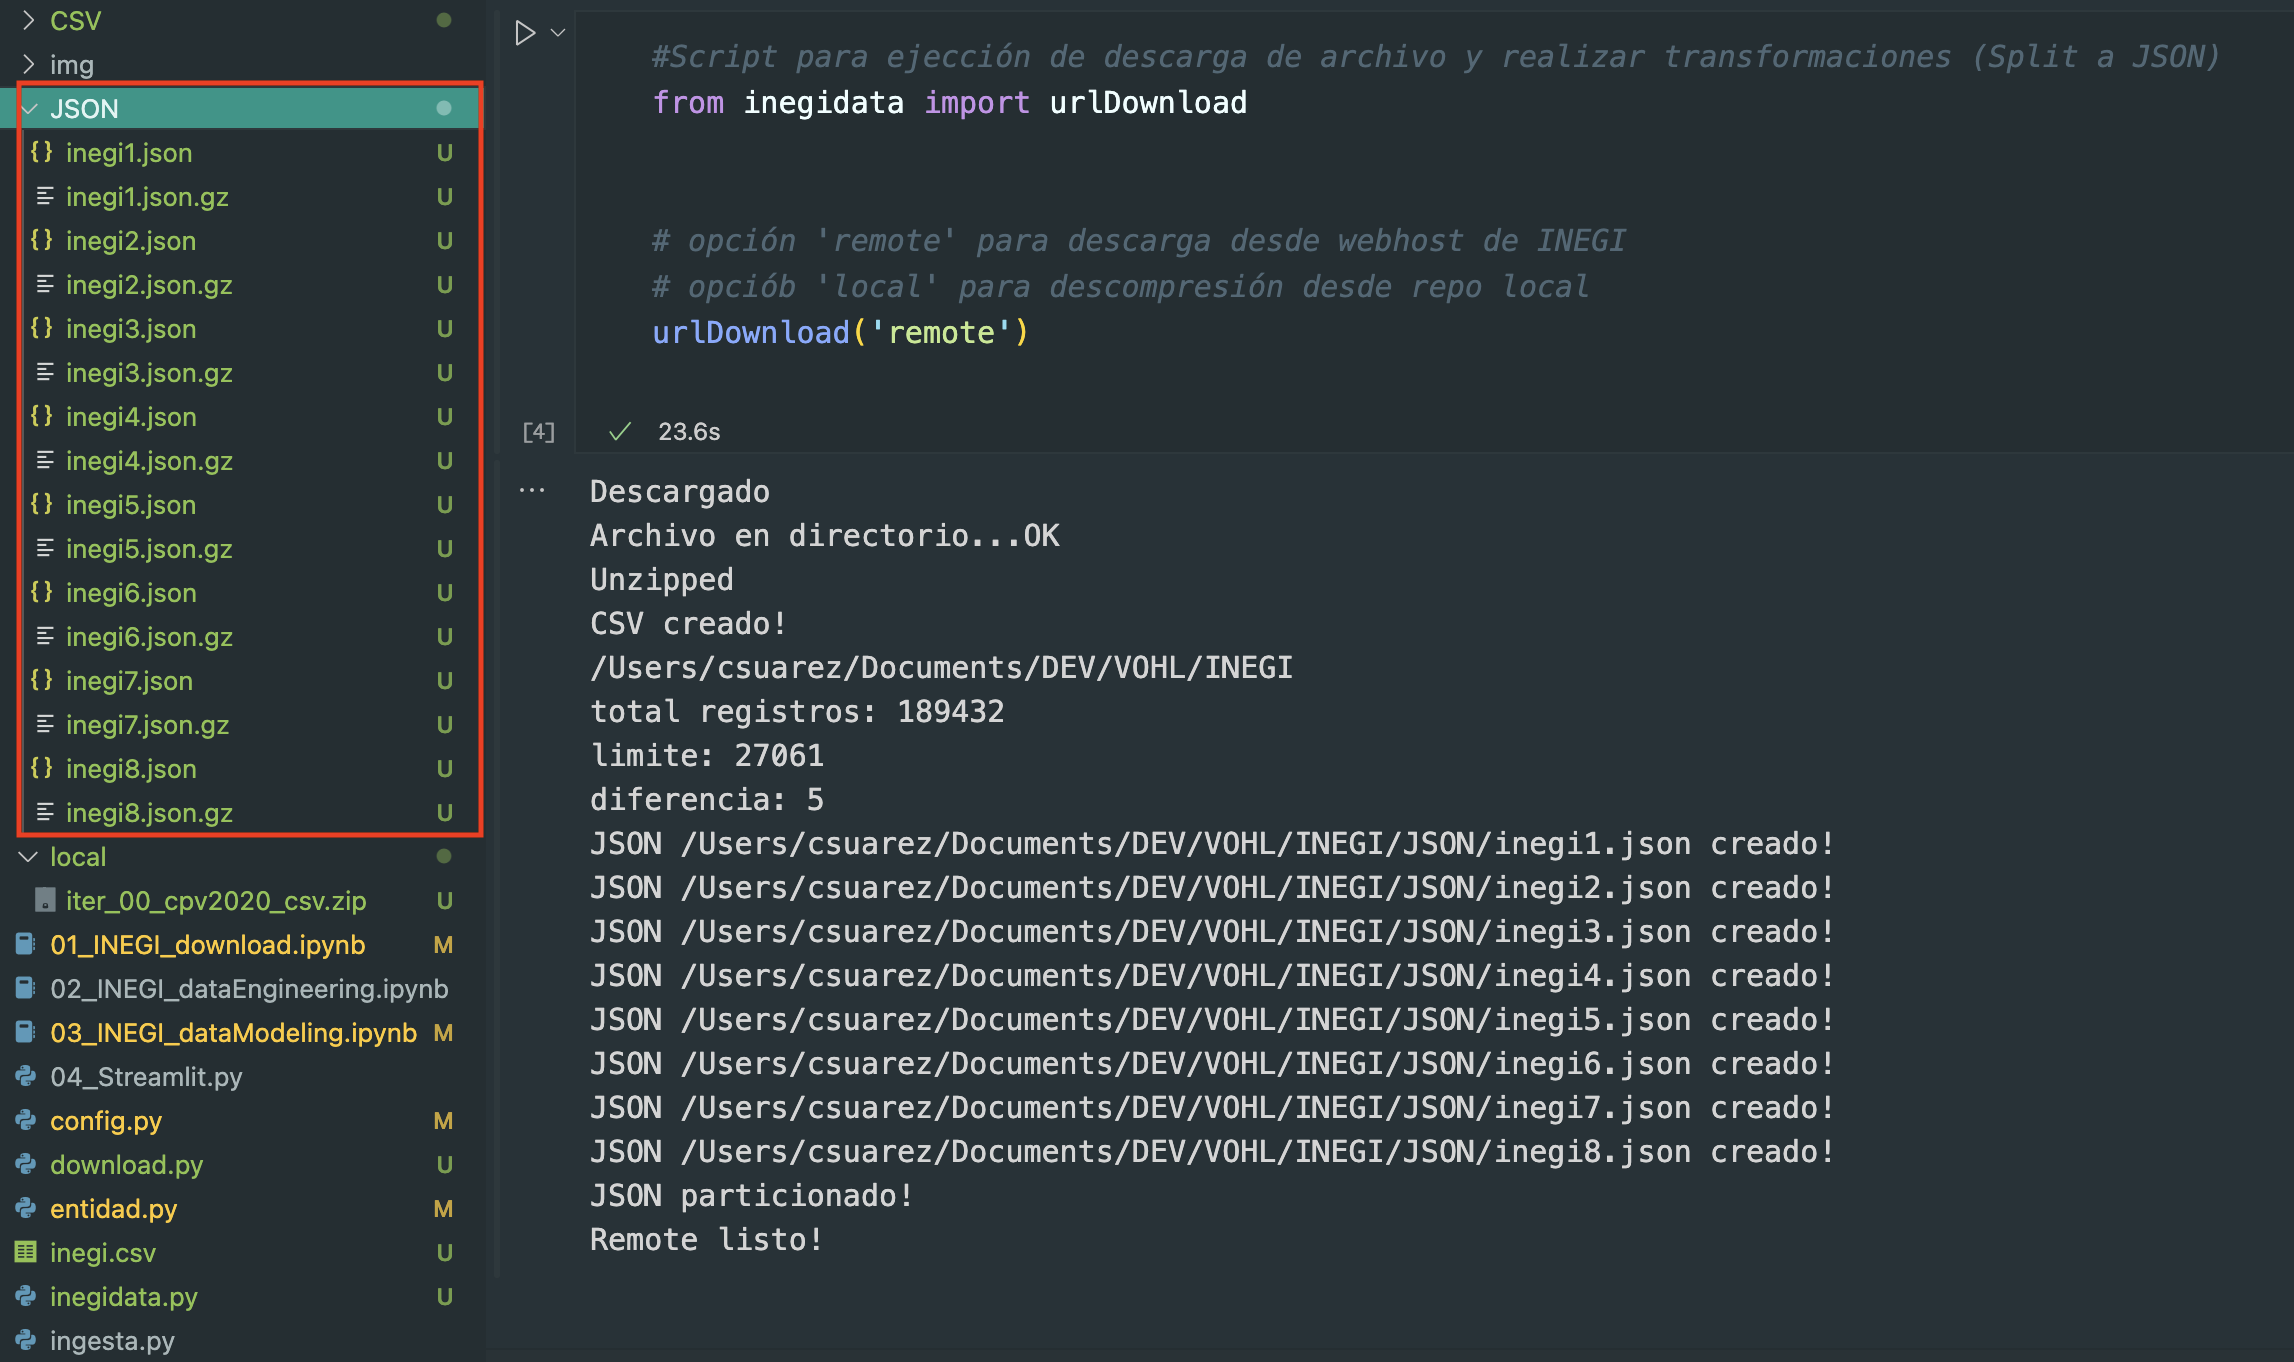 CSV
img
JSON
inegi1.json U
inegi1.json.gz U
inegi2.json U
inegi2.json.gz U
inegi3.json U
inegi3.json.gz U
inegi4.json U
inegi4.json.gz U
inegi5.json U
inegi5.json.gz U
inegi6.json U
inegi6.json.gz U
inegi7.json U
inegi7.json.gz U
inegi8.json U
inegi8.json.gz U
local
iter_00_cpv2020_csv.zip U
01_INEGI_download.ipynb M
02_INEGI_dataEngineering.ipynb
03_INEGI_dataModeling.ipynb M
04_Streamlit.py
config.py M
download.py U
entidad.py M
inegi.csv U
inegidata.py U
ingesta.py
#Script para ejección de descarga de archivo y realizar transformaciones (Split a JSON)
from inegidata import urlDownload
# opción 'remote' para descarga desde webhost de INEGI
# opciób 'local' para descompresión desde repo local
urlDownload('remote')
[4] 23.6s
Descargado
Archivo en directorio...OK
Unzipped
CSV creado!
/Users/csuarez/Documents/DEV/VOHL/INEGI
total registros: 189432
limite: 27061
diferencia: 5
JSON /Users/csuarez/Documents/DEV/VOHL/INEGI/JSON/inegi1.json creado!
JSON /Users/csuarez/Documents/DEV/VOHL/INEGI/JSON/inegi2.json creado!
JSON /Users/csuarez/Documents/DEV/VOHL/INEGI/JSON/inegi3.json creado!
JSON /Users/csuarez/Documents/DEV/VOHL/INEGI/JSON/inegi4.json creado!
JSON /Users/csuarez/Documents/DEV/VOHL/INEGI/JSON/inegi5.json creado!
JSON /Users/csuarez/Documents/DEV/VOHL/INEGI/JSON/inegi6.json creado!
JSON /Users/csuarez/Documents/DEV/VOHL/INEGI/JSON/inegi7.json creado!
JSON /Users/csuarez/Documents/DEV/VOHL/INEGI/JSON/inegi8.json creado!
JSON particionado!
Remote listo!